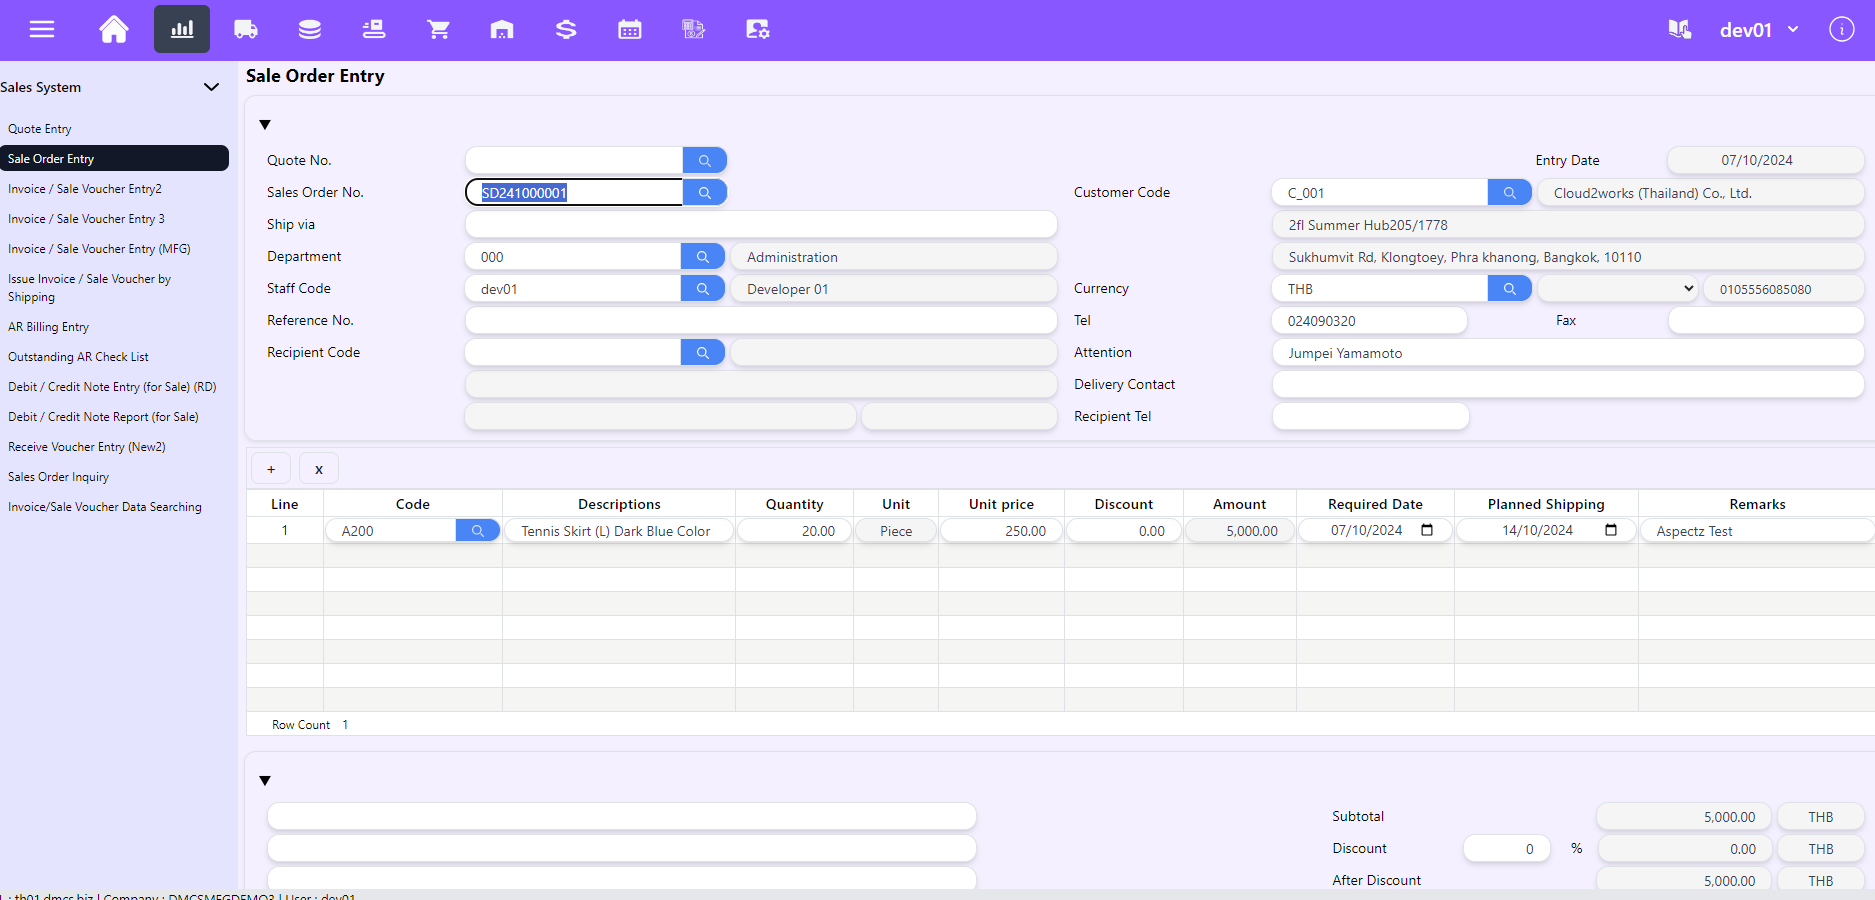 dev01
Sales System
Sale Order Entry
Quote Entry
Sale Order Entry
Invoice / Sale Voucher Entry2
Invoice / Sale Voucher Entry 3
Invoice / Sale Voucher Entry (MFG)
Issue Invoice / Sale Voucher by
Shipping
AR Billing Entry
Outstanding AR Check List
Debit / Credit Note Entry (for Sale) (RD)
Debit / Credit Note Report (for Sale)
Receive Voucher Entry (New2)
Sales Order Inquiry
Invoice/Sale Voucher Data Searching
Quote No. Entry Date 07/10/2024
Sales Order No. SD241000001 Customer Code C_001 Cloud2works (Thailand) Co., Ltd.
Ship via 2fl Summer Hub205/1778
Department 000 Administration Sukhumvit Rd, Klongtoey, Phra khanong, Bangkok, 10110
Staff Code dev01 Developer 01 Currency THB 0105556085080
Reference No. Tel 024090320 Fax
Recipient Code Attention Jumpei Yamamoto
Delivery Contact
Recipient Tel
+ x
Line Code Descriptions Quantity Unit Unit price Discount Amount Required Date Planned Shipping Remarks
1 A200 Tennis Skirt (L) Dark Blue Color 20.00 Piece 250.00 0.00 5,000.00 07/10/2024 14/10/2024 Aspectz Test
Row Count 1
Subtotal 5,000.00 THB
Discount 0 % 0.00 THB
After Discount 5,000.00 THB
: th01.dmcs.biz | Company : DMCSMFGDEMO3 | User : dev01